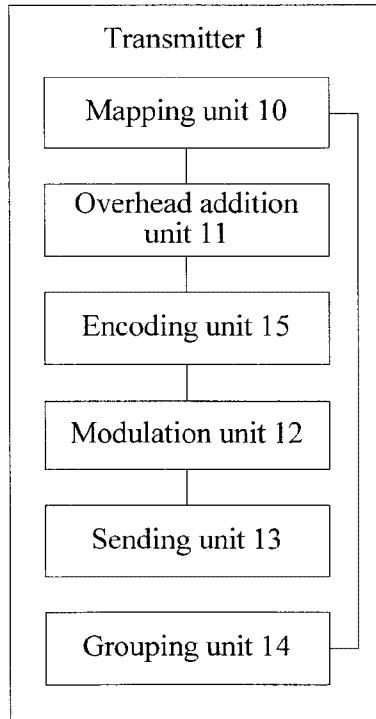 Transmitter 1
Mapping unit 10
Overhead addition
unit 11
Encoding unit 15
Modulation unit 12
Sending unit 13
Grouping unit 14